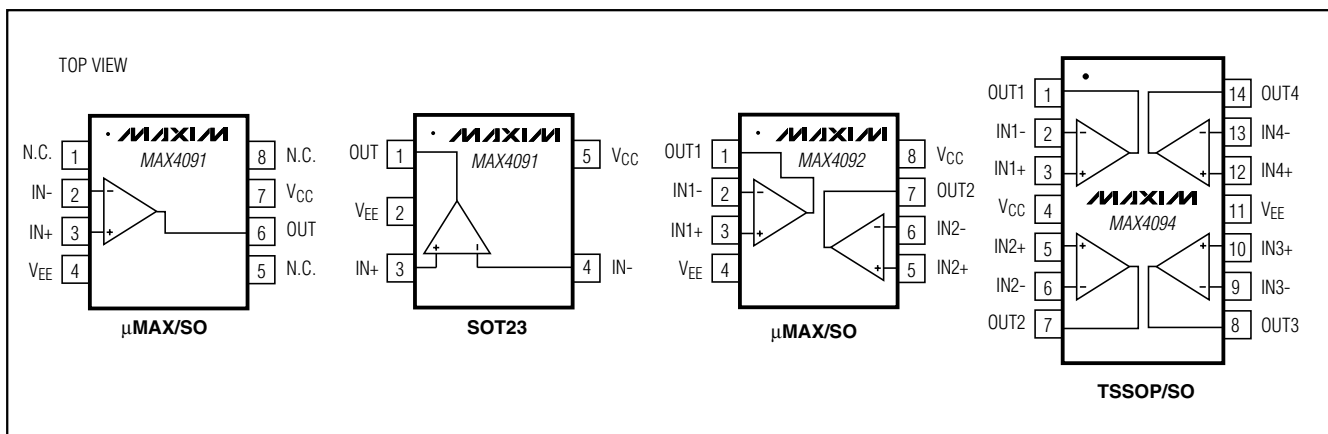 TOP VIEW
MAXIM
MAX4091
N.C. 1
IN- 2
IN+ 3
VEE 4
8 N.C.
7 VCC
6 OUT
5 N.C.
- 
+
µMAX/SO
MAXIM
MAX4091
OUT 1
VEE 2
IN+ 3
5 VCC
4 IN-
+ -
SOT23
MAXIM
MAX4092
OUT1 1
IN1- 2
IN1+ 3
VEE 4
8 VCC
7 OUT2
6 IN2-
5 IN2+
- 
+
- 
+
µMAX/SO
OUT1 1
IN1- 2
IN1+ 3
VCC 4
IN2+ 5
IN2- 6
OUT2 7
14 OUT4
13 IN4-
12 IN4+
11 VEE
10 IN3+
9 IN3-
8 OUT3
- -
+ +
MAXIM
MAX4094
+ +
- -
TSSOP/SO